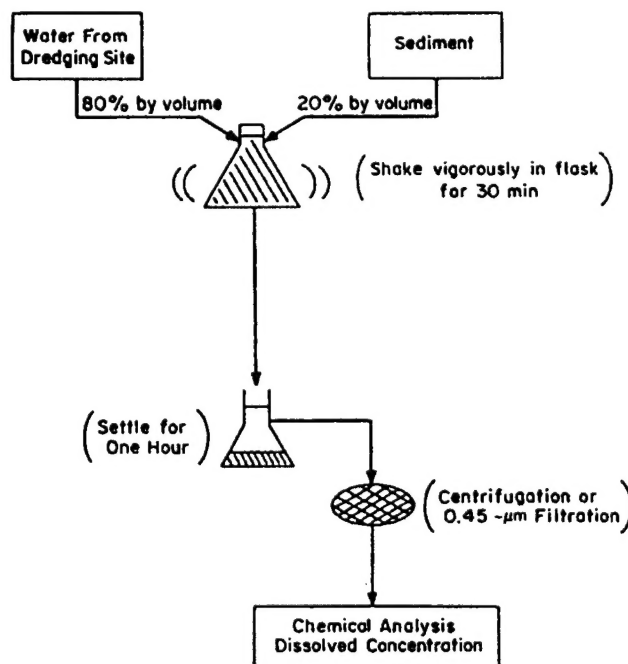 Water From
Dredging Site
Sediment
80% by volume
20% by volume
(Shake vigorously in flask
for 30 min)
(Settle for
One Hour)
(Centrifugation or
0.45-μm Filtration)
Chemical Analysis
Dissolved Concentration